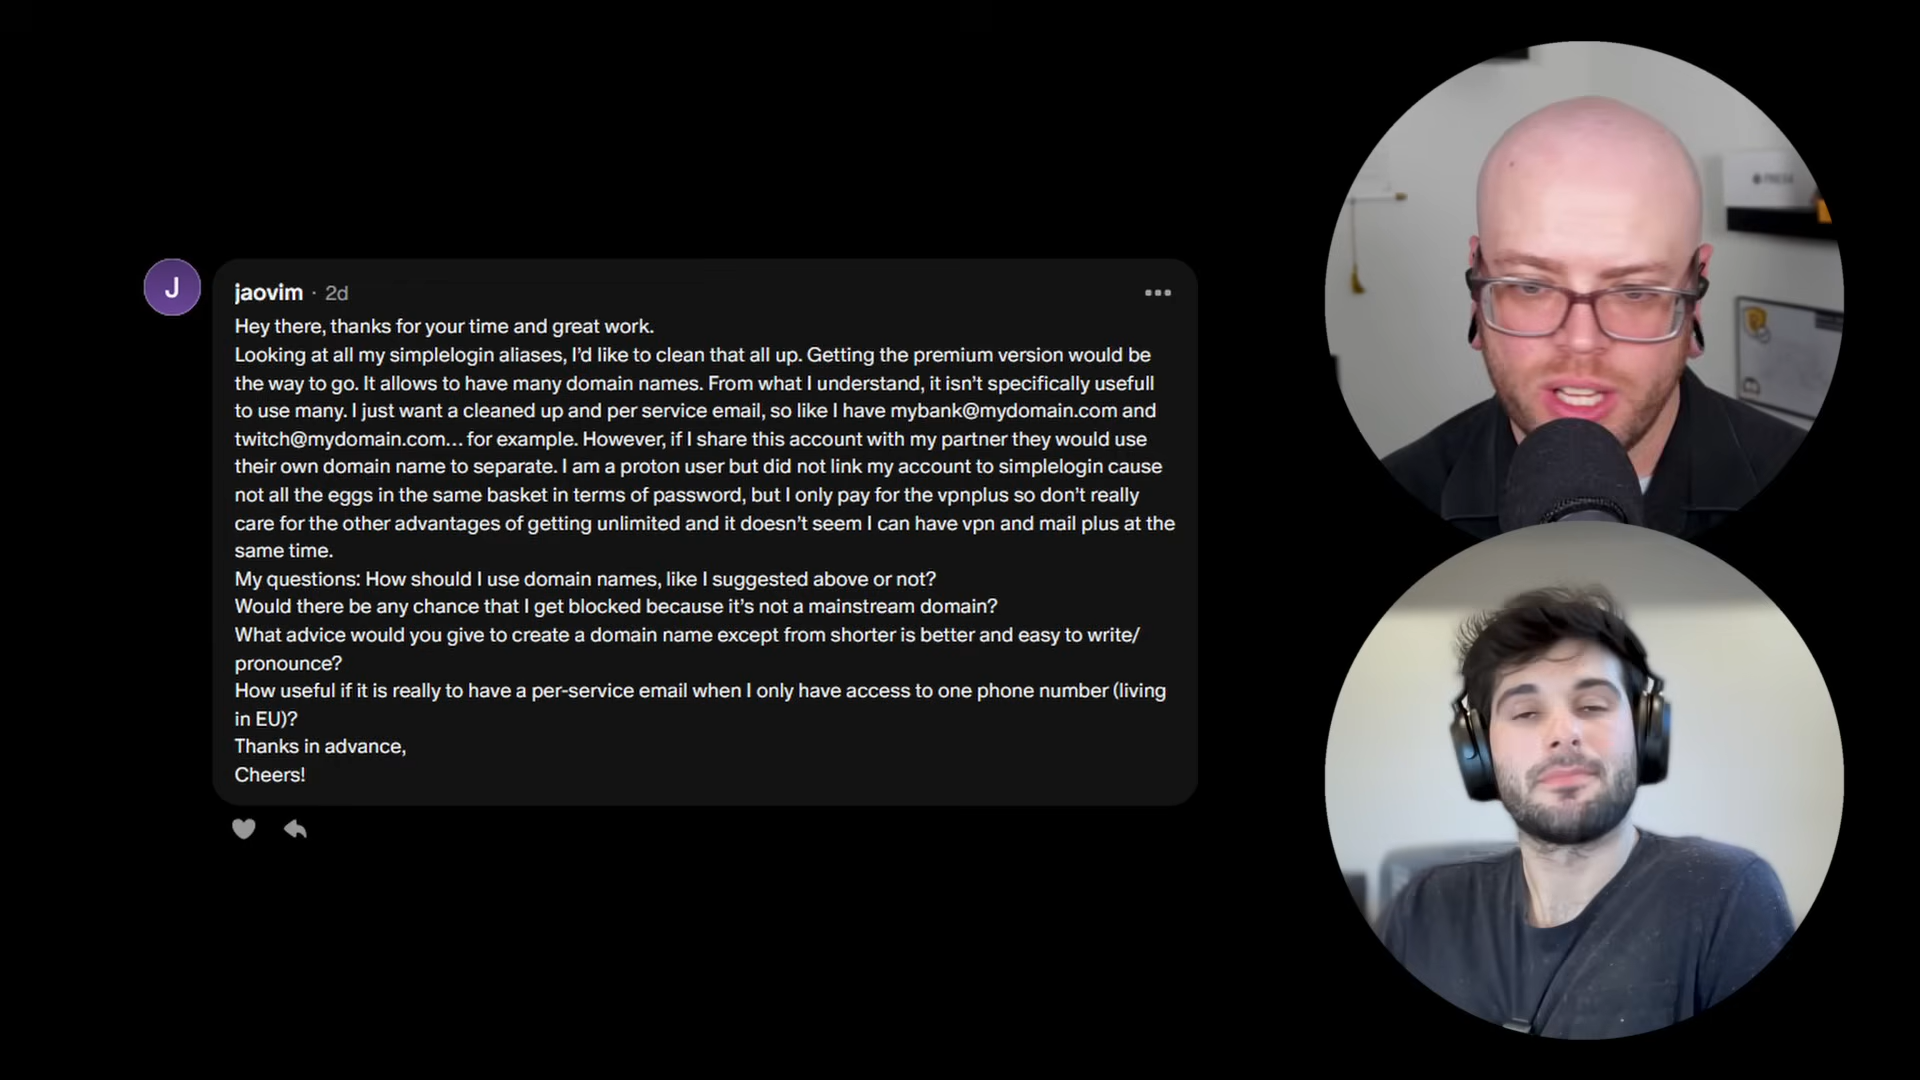 J
jaovim · 2d
Hey there, thanks for your time and great work.
Looking at all my simplelogin aliases, I'd like to clean that all up. Getting the premium version would be
the way to go. It allows to have many domain names. From what I understand, it isn't specifically usefull
to use many. I just want a cleaned up and per service email, so like I have mybank@mydomain.com and
twitch@mydomain.com... for example. However, if I share this account with my partner they would use
their own domain name to separate. I am a proton user but did not link my account to simplelogin cause
not all the eggs in the same basket in terms of password, but I only pay for the vpnplus so don't really
care for the other advantages of getting unlimited and it doesn't seem I can have vpn and mail plus at the
same time.
My questions: How should I use domain names, like I suggested above or not?
Would there be any chance that I get blocked because it's not a mainstream domain?
What advice would you give to create a domain name except from shorter is better and easy to write/
pronounce?
How useful if it is really to have a per-service email when I only have access to one phone number (living
in EU)?
Thanks in advance,
Cheers!